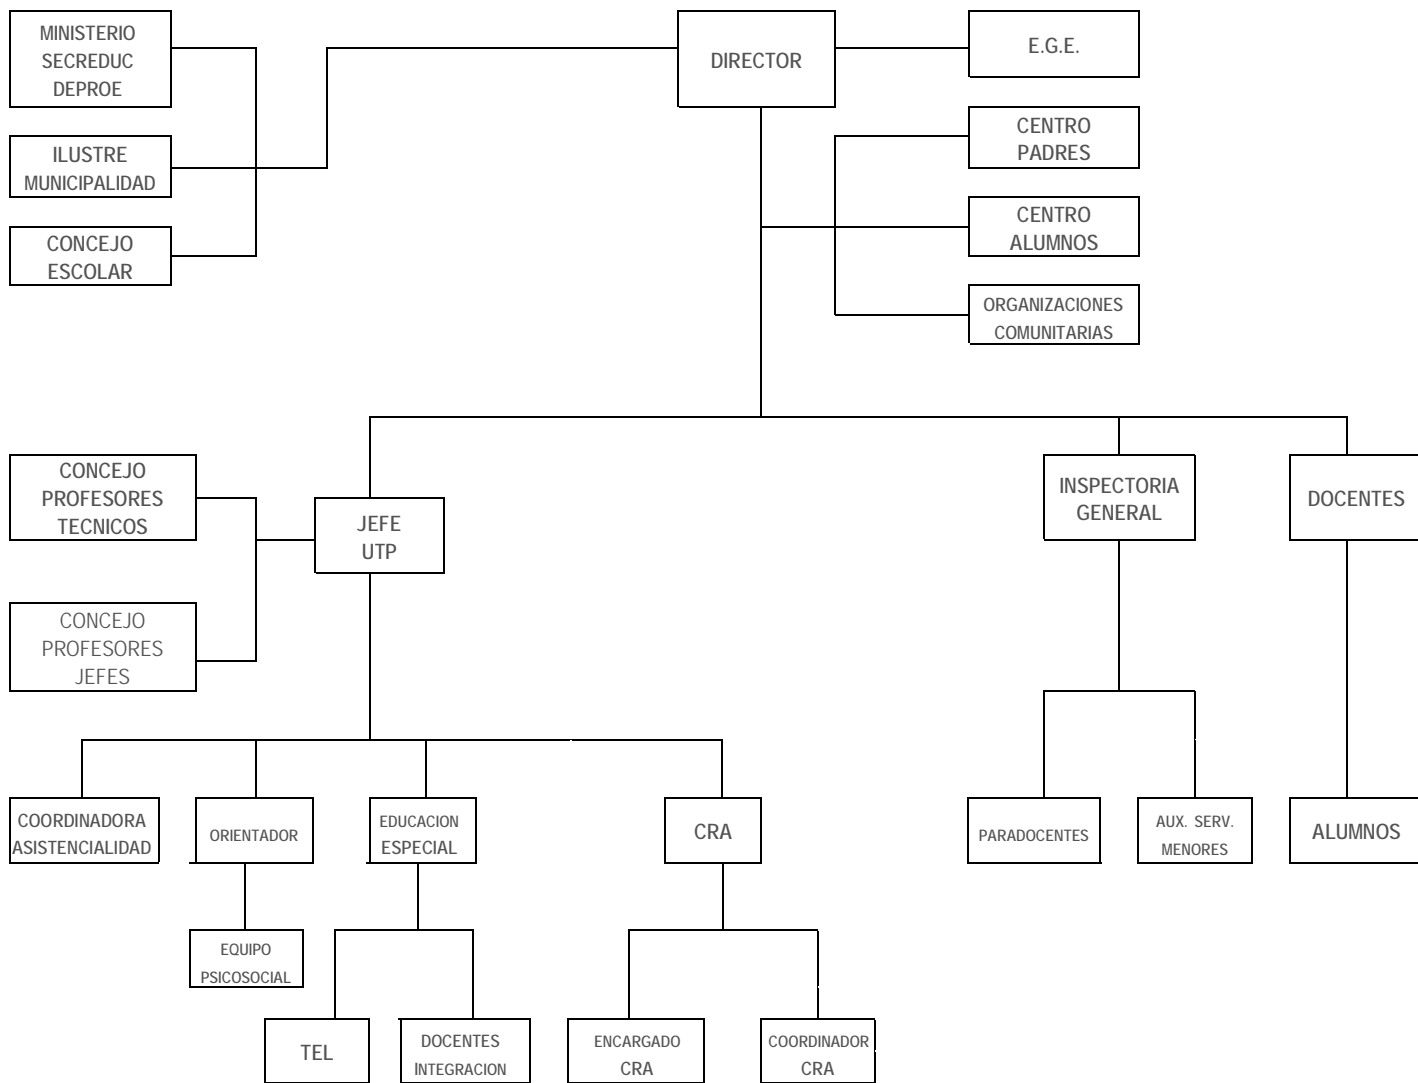 MINISTERIO
SECREDUC
DEPROE
DIRECTOR
E.G.E.
CENTRO
PADRES
ILUSTRE
MUNICIPALIDAD
CENTRO
ALUMNOS
CONCEJO
ESCOLAR
ORGANIZACIONES
COMUNITARIAS
CONCEJO
PROFESORES
TECNICOS
JEFE
UTP
INSPECTORIA
GENERAL
DOCENTES
CONCEJO
PROFESORES
JEFES
COORDINADORA
ASISTENCIALIDAD
ORIENTADOR
EDUCACION
ESPECIAL
CRA
PARADOCENTES
AUX. SERV.
MENORES
ALUMNOS
EQUIPO
PSICOSOCIAL
TEL
DOCENTES
INTEGRACION
ENCARGADO
CRA
COORDINADOR
CRA